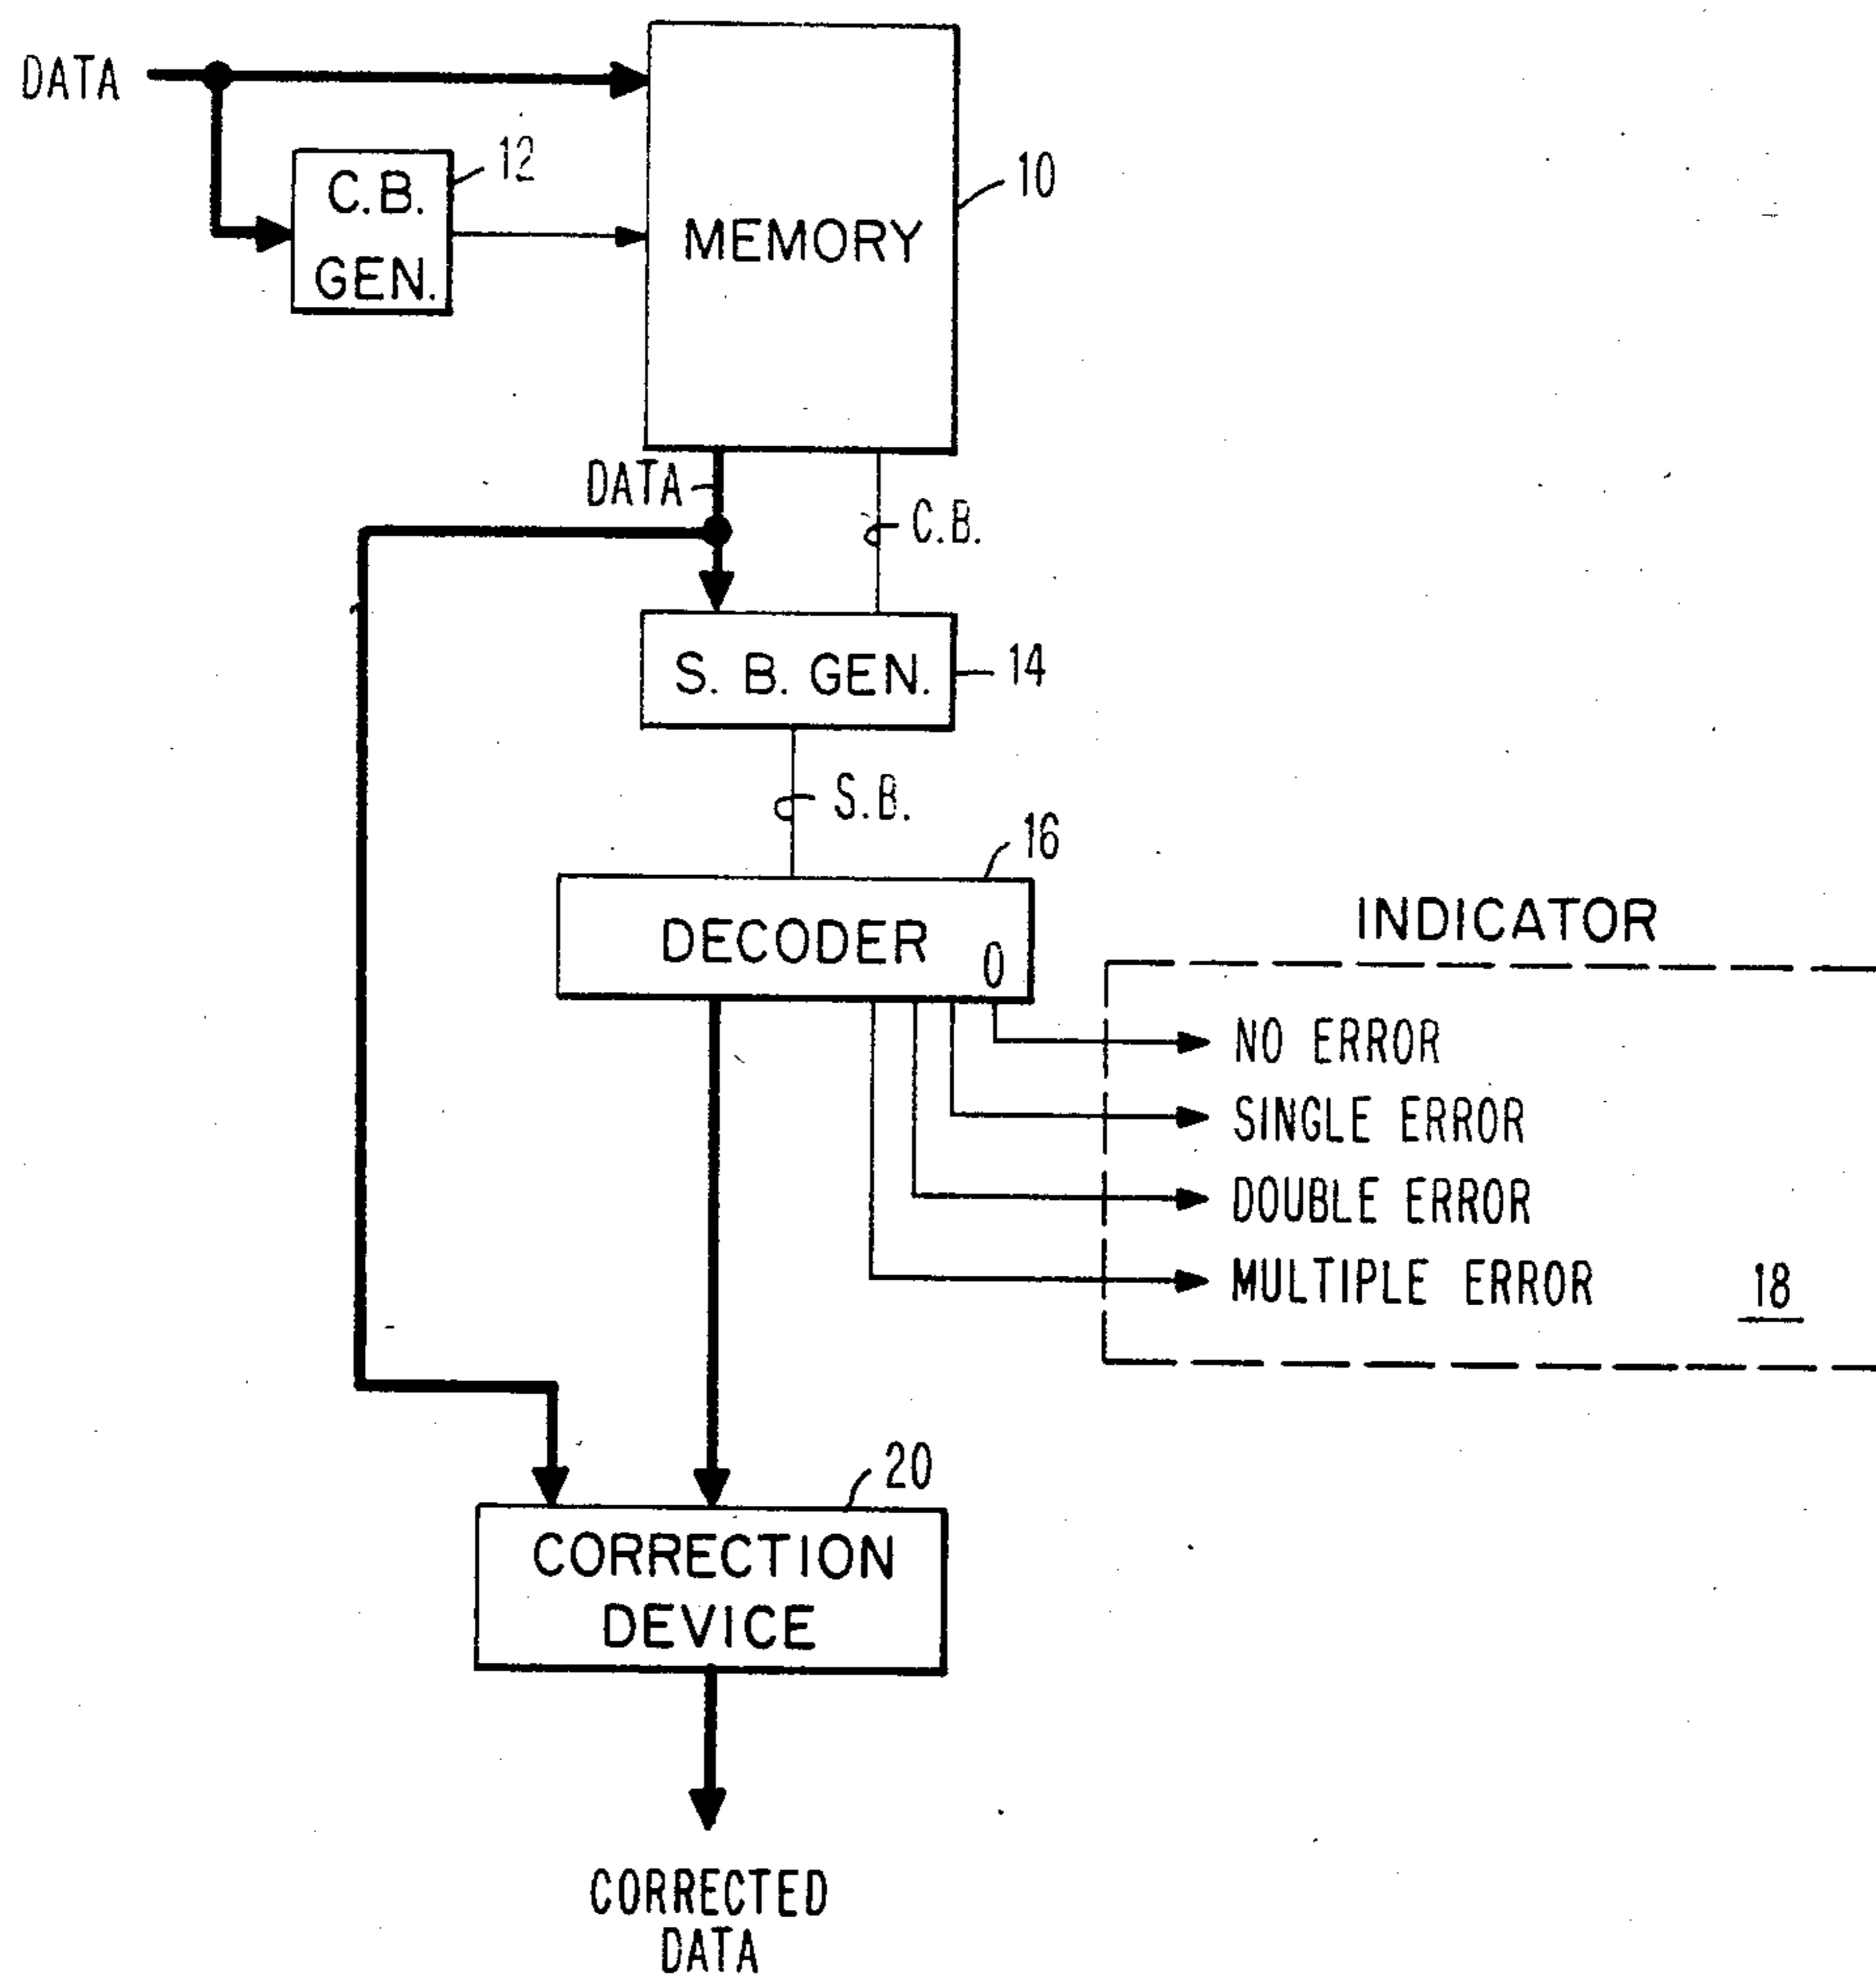 DATA
12
C.B.
GEN.
10
MEMORY
DATA
C.B.
S. B. GEN.
14
S.B.
16
DECODER
0
INDICATOR
NO ERROR
SINGLE ERROR
DOUBLE ERROR
MULTIPLE ERROR
18
20
CORRECTION
DEVICE
CORRECTED
DATA